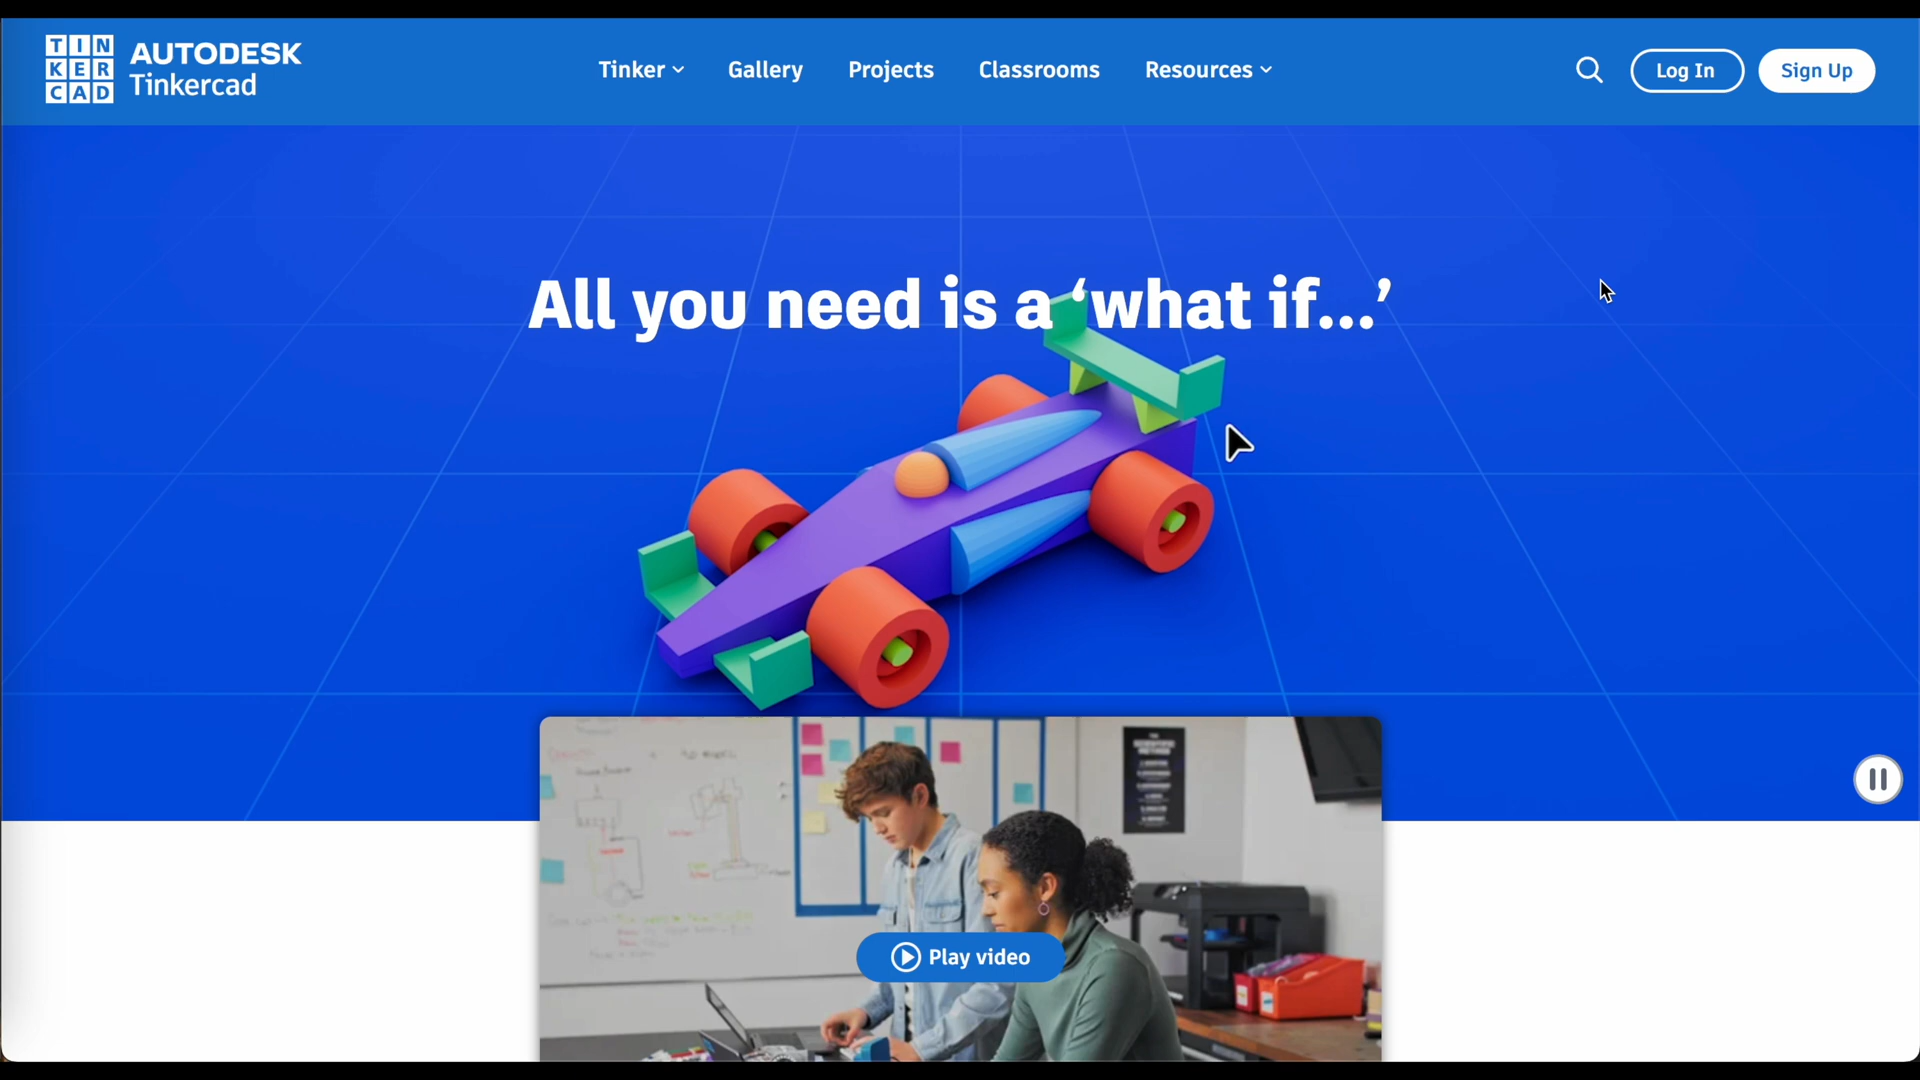 TIN
KER
CAD
AUTODESK
Tinkercad
Tinker
Gallery
Projects
Classrooms
Resources
Log In
Sign Up
All you need is a ‘what if...’
Play video